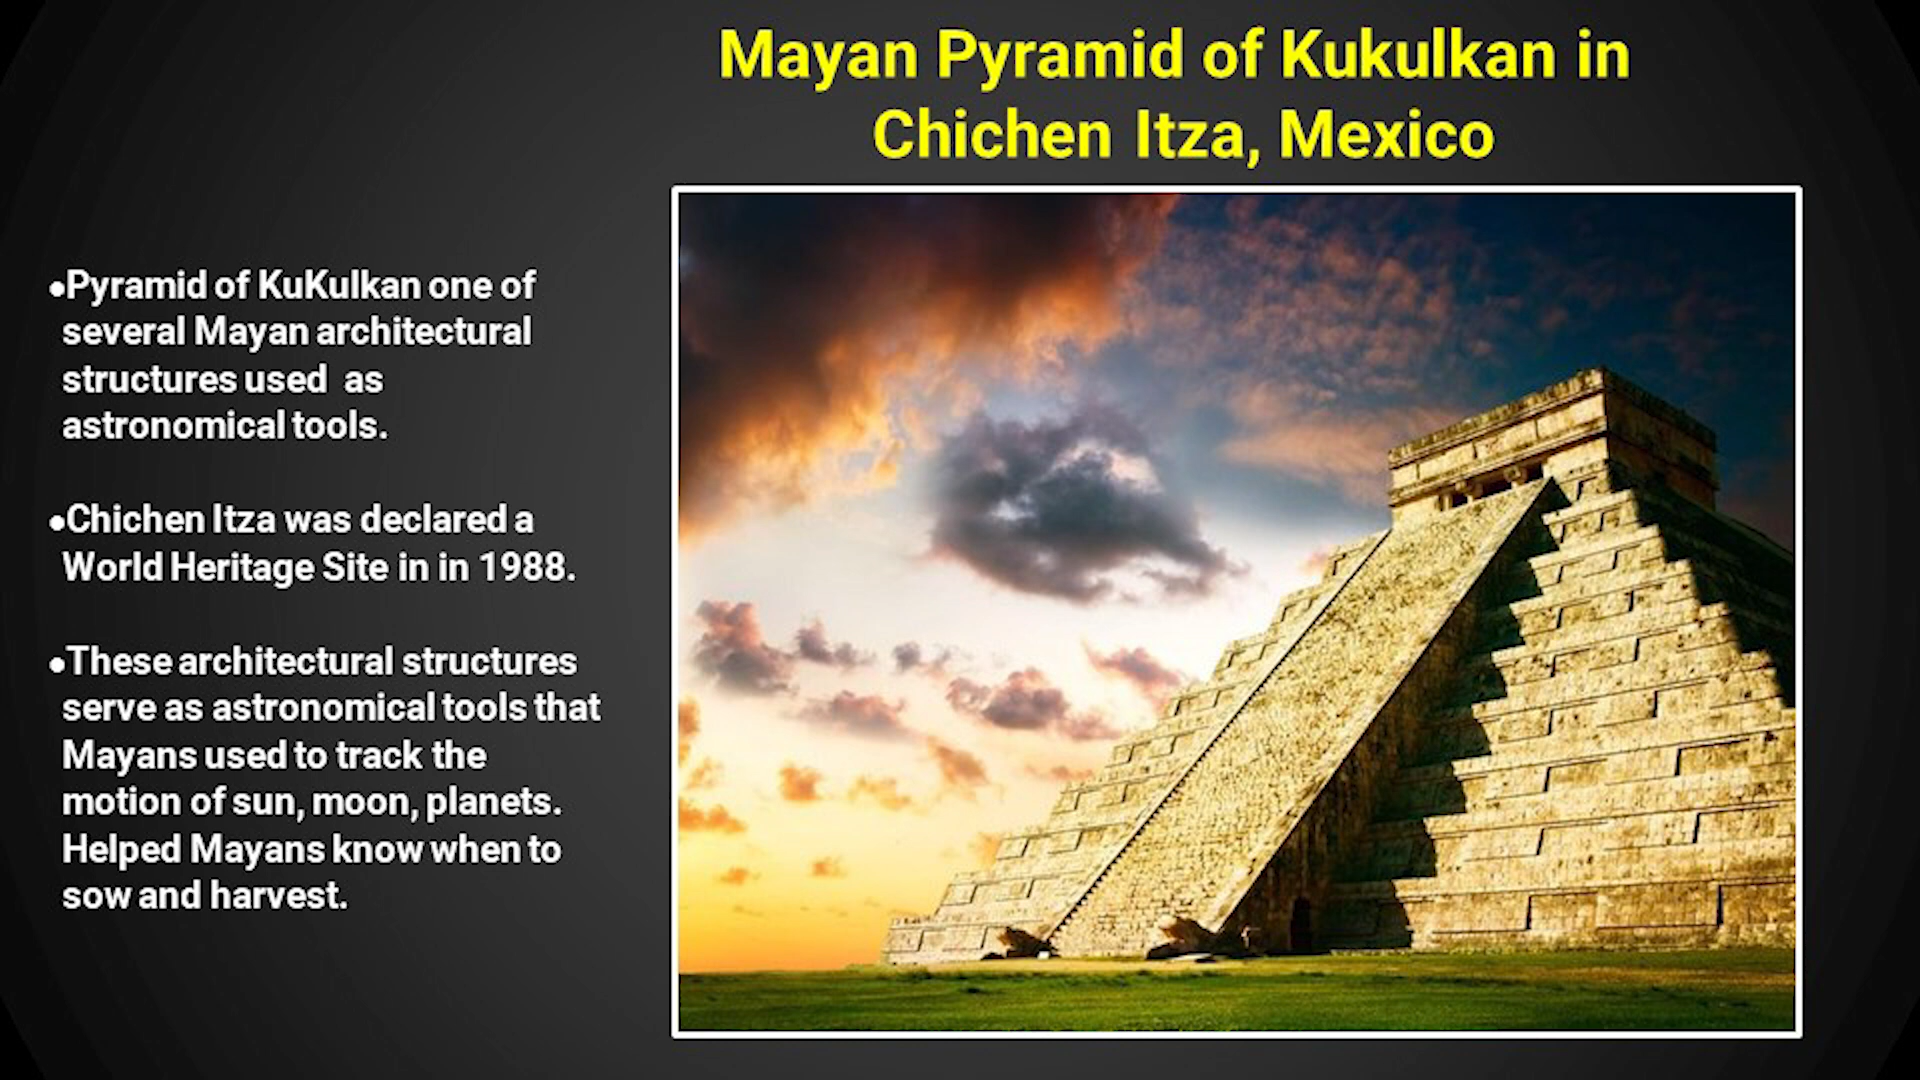 Mayan Pyramid of Kukulkan in
Chichen Itza, Mexico
•Pyramid of KuKulkan one of
several Mayan architectural
structures used as
astronomical tools.
•Chichen Itza was declared a
World Heritage Site in in 1988.
•These architectural structures
serve as astronomical tools that
Mayans used to track the
motion of sun, moon, planets.
Helped Mayans know when to
sow and harvest.